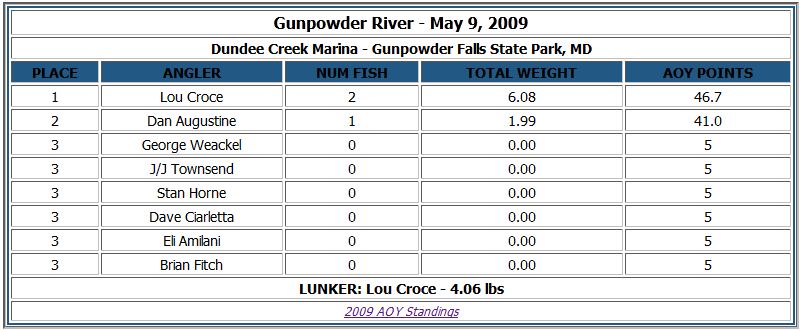 Gunpowder River - May 9, 2009
Dundee Creek Marina - Gunpowder Falls State Park, MD
PLACE ANGLER NUM FISH TOTAL WEIGHT AOY POINTS
1 Lou Croce 2 6.08 46.7
2 Dan Augustine 1 1.99 41.0
3 George Weackel 0 0.00 5
3 J/J Townsend 0 0.00 5
3 Stan Horne 0 0.00 5
3 Dave Ciarletta 0 0.00 5
3 Eli Amilani 0 0.00 5
3 Brian Fitch 0 0.00 5
LUNKER: Lou Croce - 4.06 lbs
2009 AOY Standings